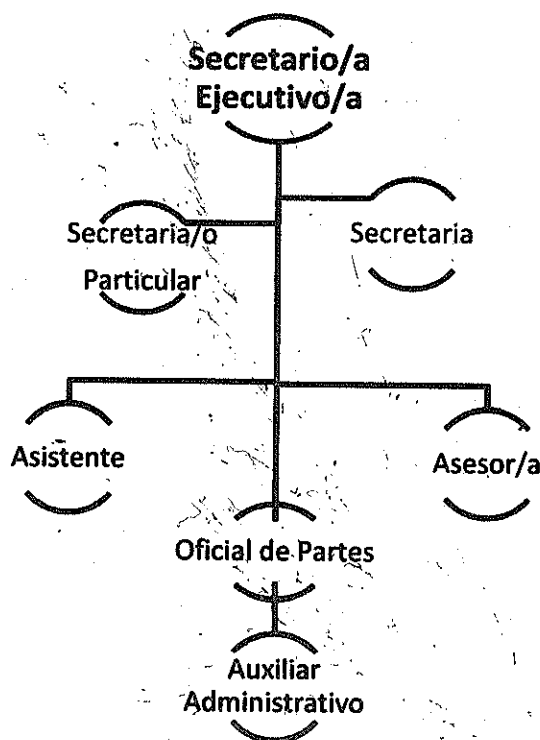 Secretario/a
Ejecutivo/a
Secretaria/o
Particular
Secretaria
Asistente
Asesor/a
Oficial de Partes
Auxiliar
Administrativo